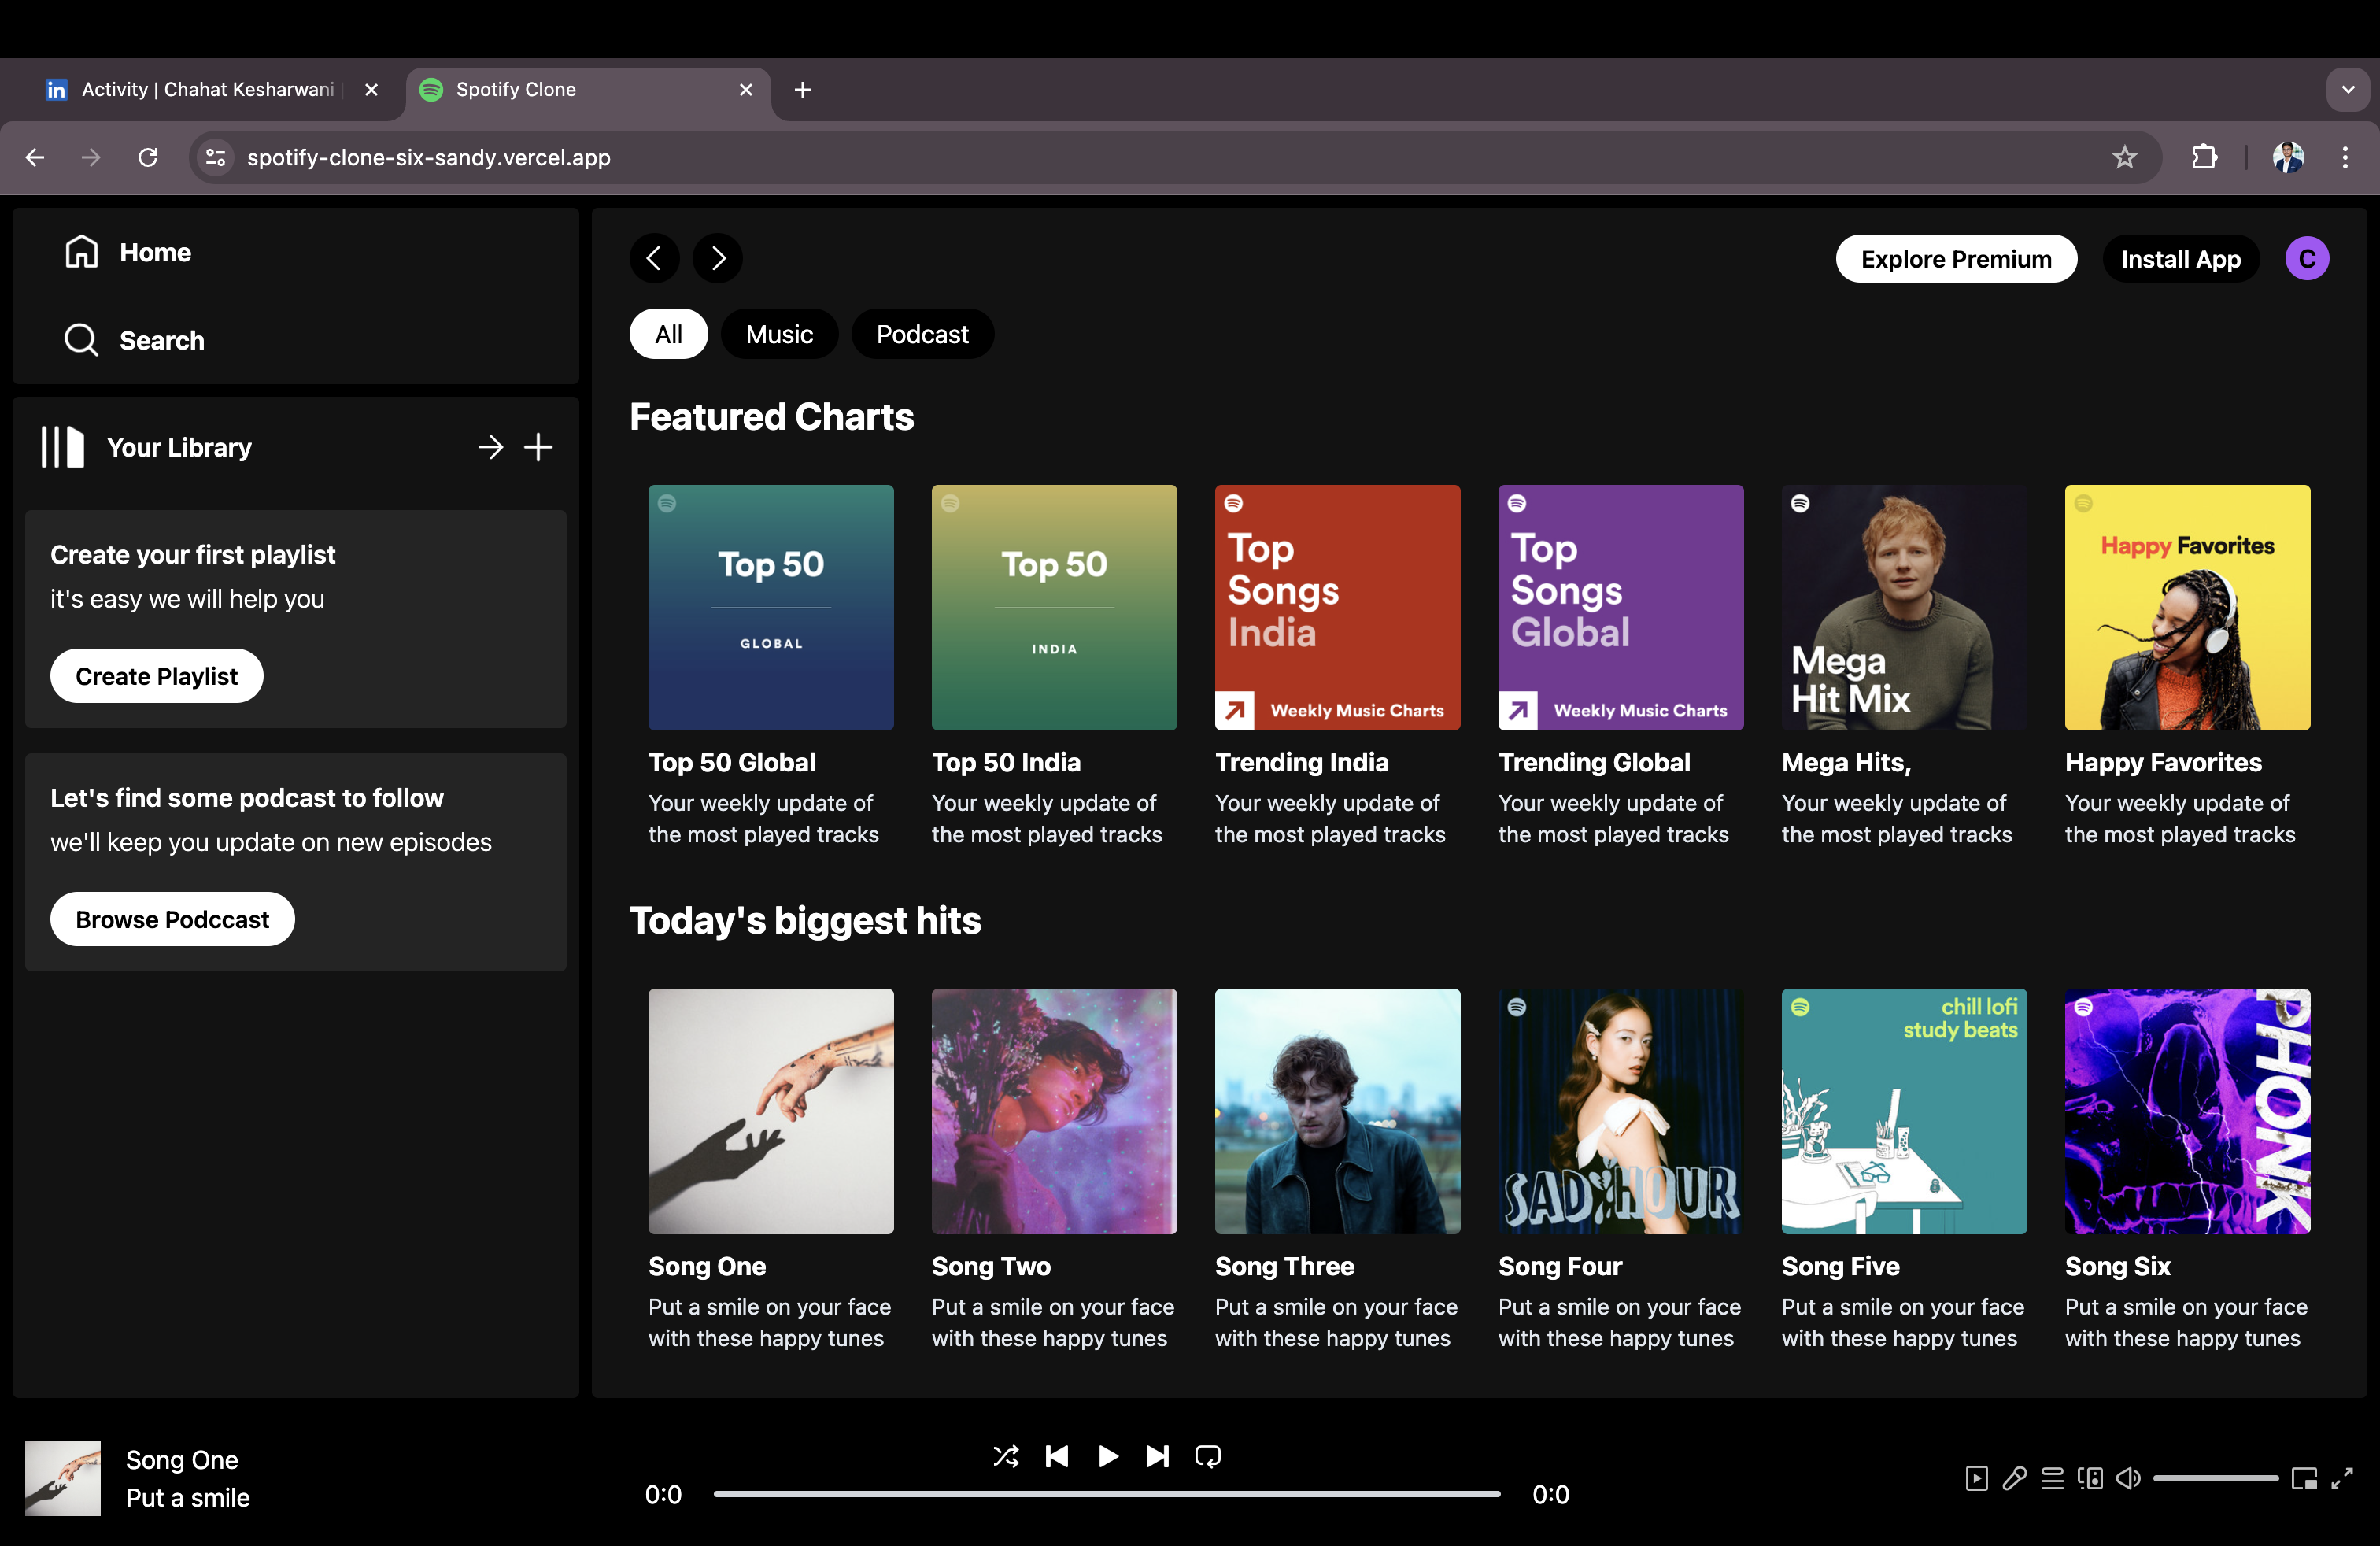 Activity | Chahat Kesharwani |
Spotify Clone
spotify-clone-six-sandy.vercel.app
Home
Search
Your Library
Create your first playlist
it's easy we will help you
Create Playlist
Let's find some podcast to follow
we'll keep you update on new episodes
Browse Podccast
Explore Premium
Install App
C
All
Music
Podcast
Featured Charts
Top 50
GLOBAL
Top 50 Global
Your weekly update of
the most played tracks
Top 50
INDIA
Top 50 India
Your weekly update of
the most played tracks
Top
Songs
India
Weekly Music Charts
Trending India
Your weekly update of
the most played tracks
Top
Songs
Global
Weekly Music Charts
Trending Global
Your weekly update of
the most played tracks
Mega
Hit Mix
Mega Hits,
Your weekly update of
the most played tracks
Happy Favorites
Happy Favorites
Your weekly update of
the most played tracks
Today's biggest hits
Song One
Put a smile on your face
with these happy tunes
Song Two
Put a smile on your face
with these happy tunes
Song Three
Put a smile on your face
with these happy tunes
SAD HOUR
Song Four
Put a smile on your face
with these happy tunes
chill lofi
study beats
Song Five
Put a smile on your face
with these happy tunes
PHONK
Song Six
Put a smile on your face
with these happy tunes
Song One
Put a smile
0:0
0:0